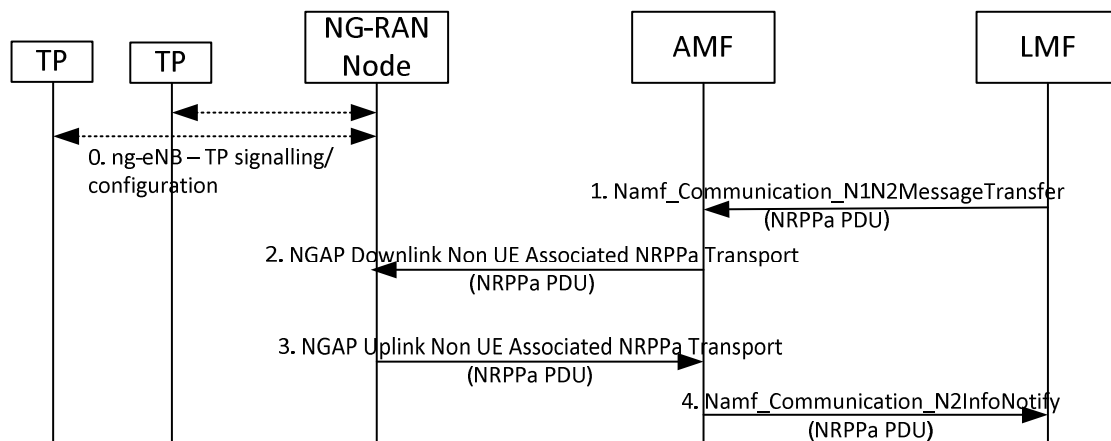 TP
TP
NG-RAN
Node
AMF
LMF
0. ng-eNB – TP signalling/
configuration
1. Namf_Communication_N1N2MessageTransfer
(NRPPa PDU)
2. NGAP Downlink Non UE Associated NRPPa Transport
(NRPPa PDU)
3. NGAP Uplink Non UE Associated NRPPa Transport
(NRPPa PDU)
4. Namf_Communication_N2InfoNotify
(NRPPa PDU)